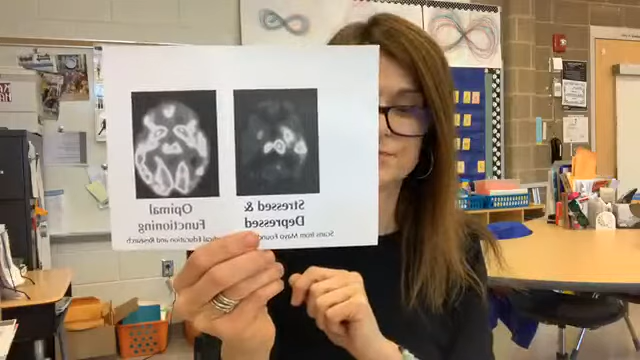 Stressed &
Depressed
Opimal
Functioning
Scans from Mayo Education and Research